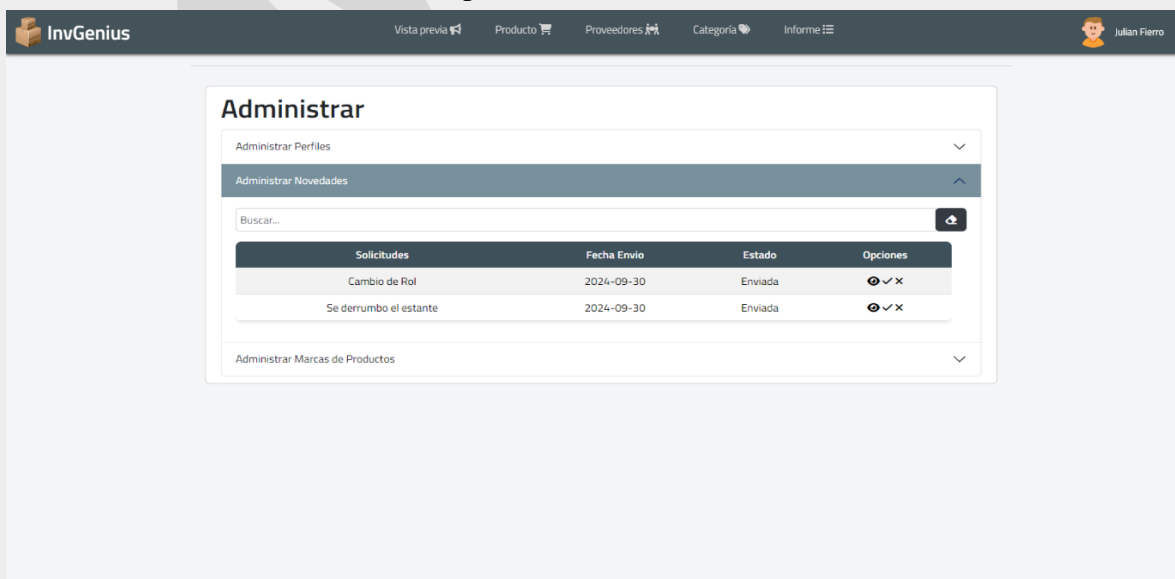 InvGenius Vista previa Producto Proveedores Categoría Informe Julian Fierro
Administrar
Administrar Perfiles
Administrar Novedades
Buscar...
Solicitudes Fecha Envio Estado Opciones
Cambio de Rol 2024-09-30 Enviada
Se derrumbo el estante 2024-09-30 Enviada
Administrar Marcas de Productos